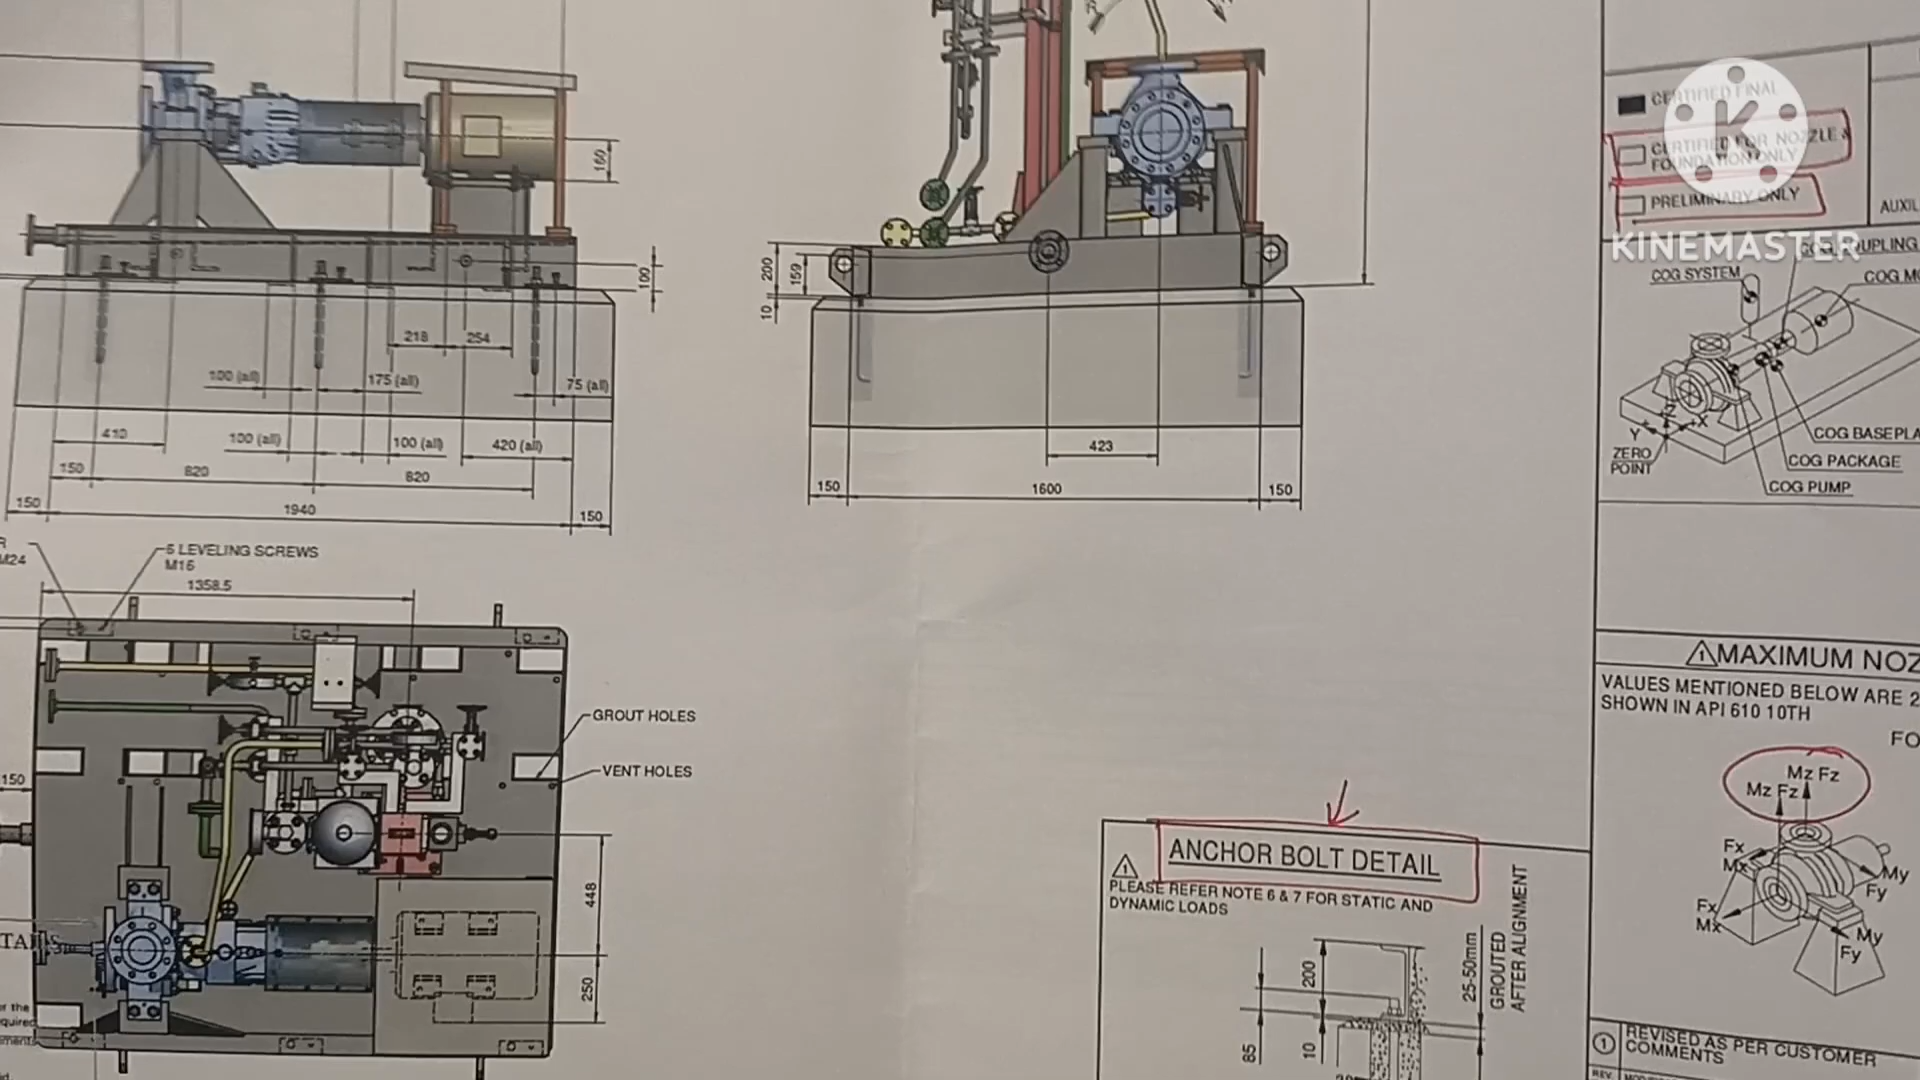 160
100
218
254
100 (all)
175 (all)
75 (all)
410
100 (all)
100 (all)
420 (all)
150
820
820
150
1940
150
200
159
10
423
150
1600
150
CERTIFIED FINAL
CERTIFIED FOR NOZZLE &
FOUNDATION ONLY
PRELIMINARY ONLY
KINEMASTER
COG COUPLING
COG SYSTEM
COG
X
Y
Z
ZERO
POINT
COG PACKAGE
COG PUMP
M24
6 LEVELING SCREWS
M16
1358.5
GROUT HOLES
VENT HOLES
150
448
250
1 MAXIMUM
VALUES MENTIONED BELOW ARE 2
SHOWN IN API 610 10TH
Mz Fz
Mz Fz
Fx
Mx
My
Fy
Fx
Mx
My
Fy
1 ANCHOR BOLT DETAIL
PLEASE REFER NOTE 6 & 7 FOR STATIC AND
DYNAMIC LOADS
200
85
10
25-50mm
GROUTED
AFTER ALIGNMENT
1 REVISED AS PER CUSTOMER
COMMENTS
REV.